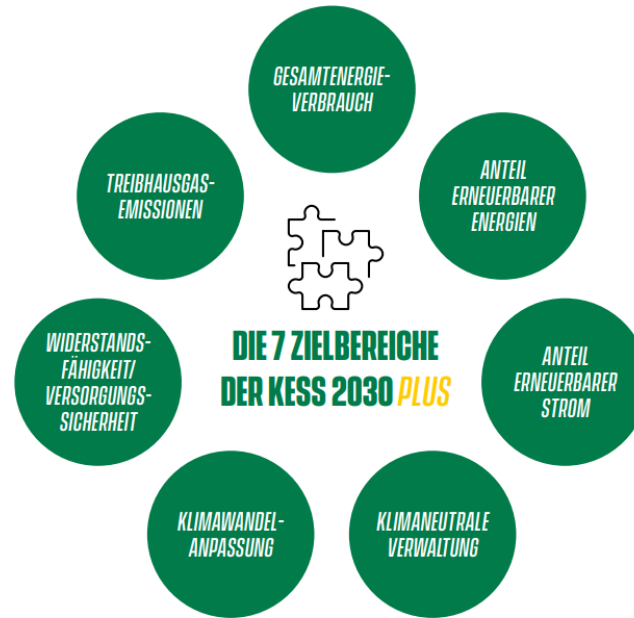 GESAMTENERGIE-
VERBRAUCH
TREIBHAUSGAS-
EMISSIONEN
ANTEIL
ERNEUERBARER
ENERGIEN
DIE 7 ZIELBEREICHE
DER KESS 2030 PLUS
WIDERSTANDS-
FÄHIGKEIT/
VERSORGUNGS-
SICHERHEIT
ANTEIL
ERNEUERBARER
STROM
KLIMAWANDEL-
ANPASSUNG
KLIMANEUTRALE
VERWALTUNG